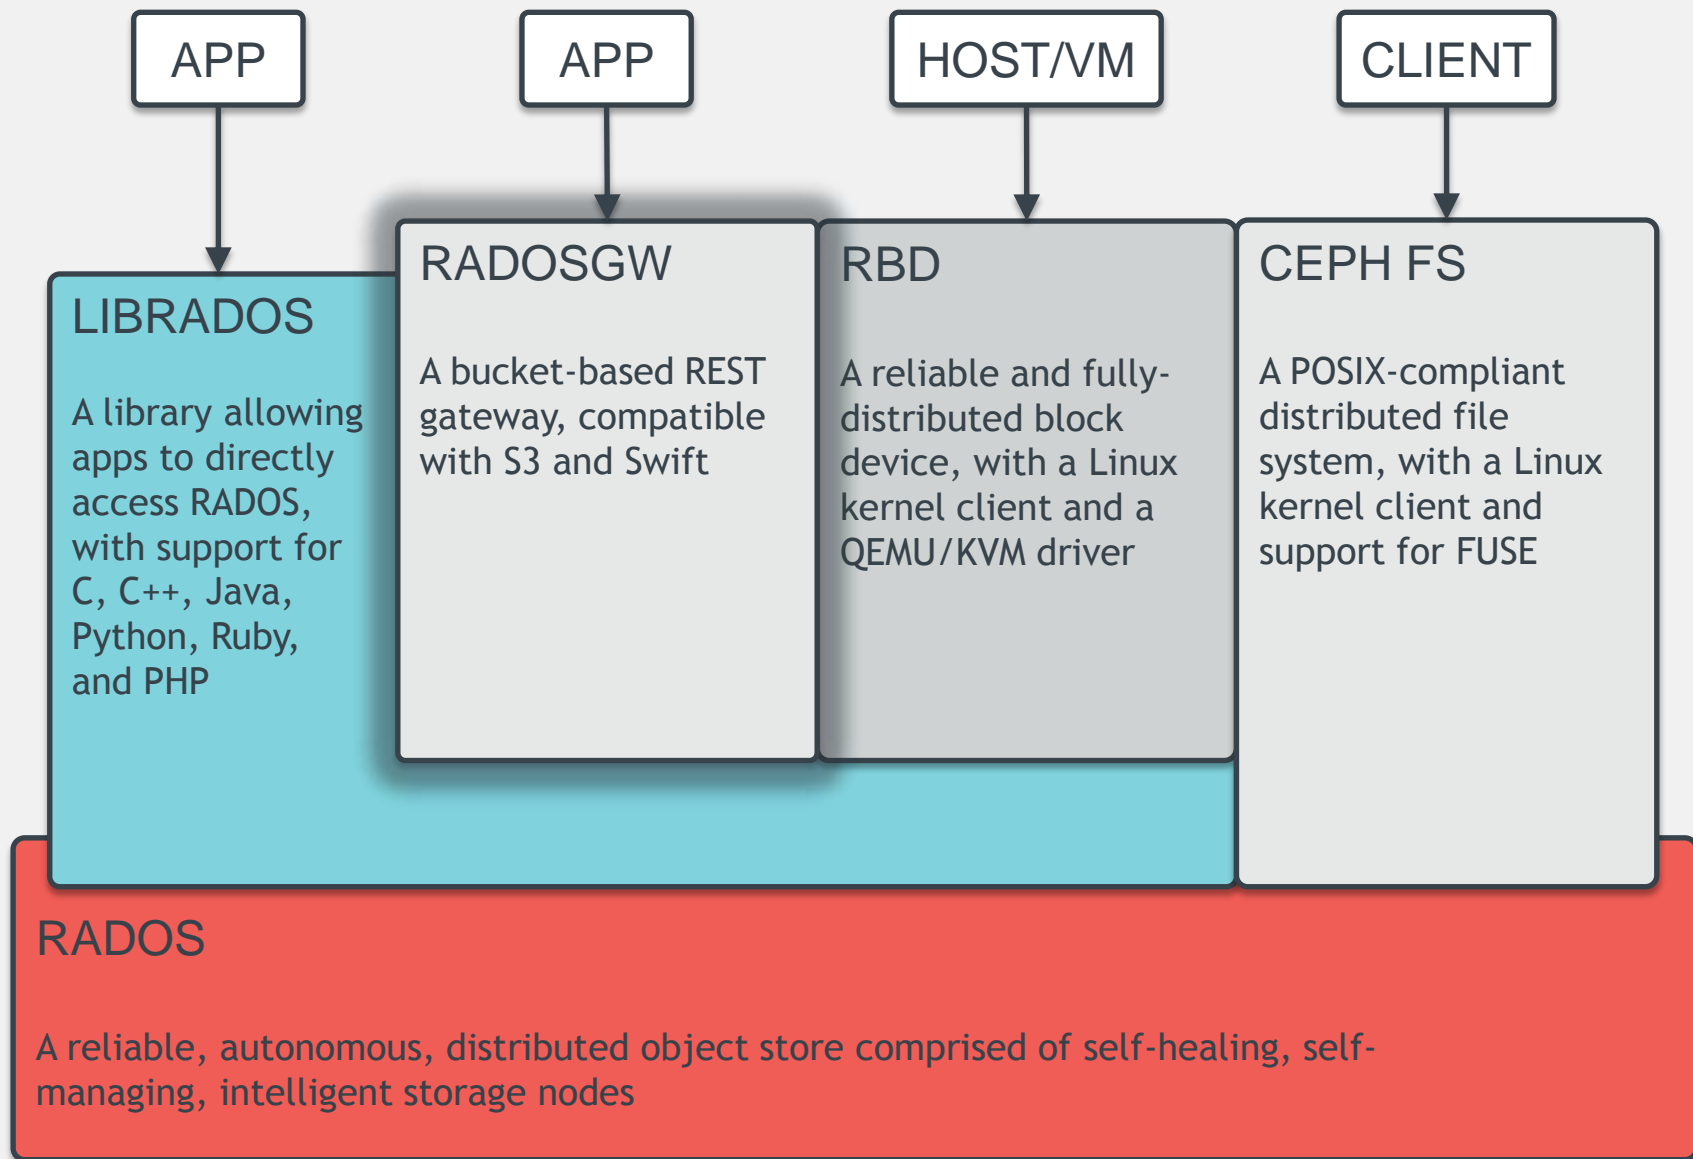 APP
APP
HOST/VM
CLIENT
LIBRADOS
A library allowing
apps to directly
access RADOS,
with support for
C, C++, Java,
Python, Ruby,
and PHP
RADOSGW
A bucket-based REST
gateway, compatible
with S3 and Swift
RBD
A reliable and fully-
distributed block
device, with a Linux
kernel client and a
QEMU/KVM driver
CEPH FS
A POSIX-compliant
distributed file
system, with a Linux
kernel client and
support for FUSE
RADOS
A reliable, autonomous, distributed object store comprised of self-healing, self-
managing, intelligent storage nodes